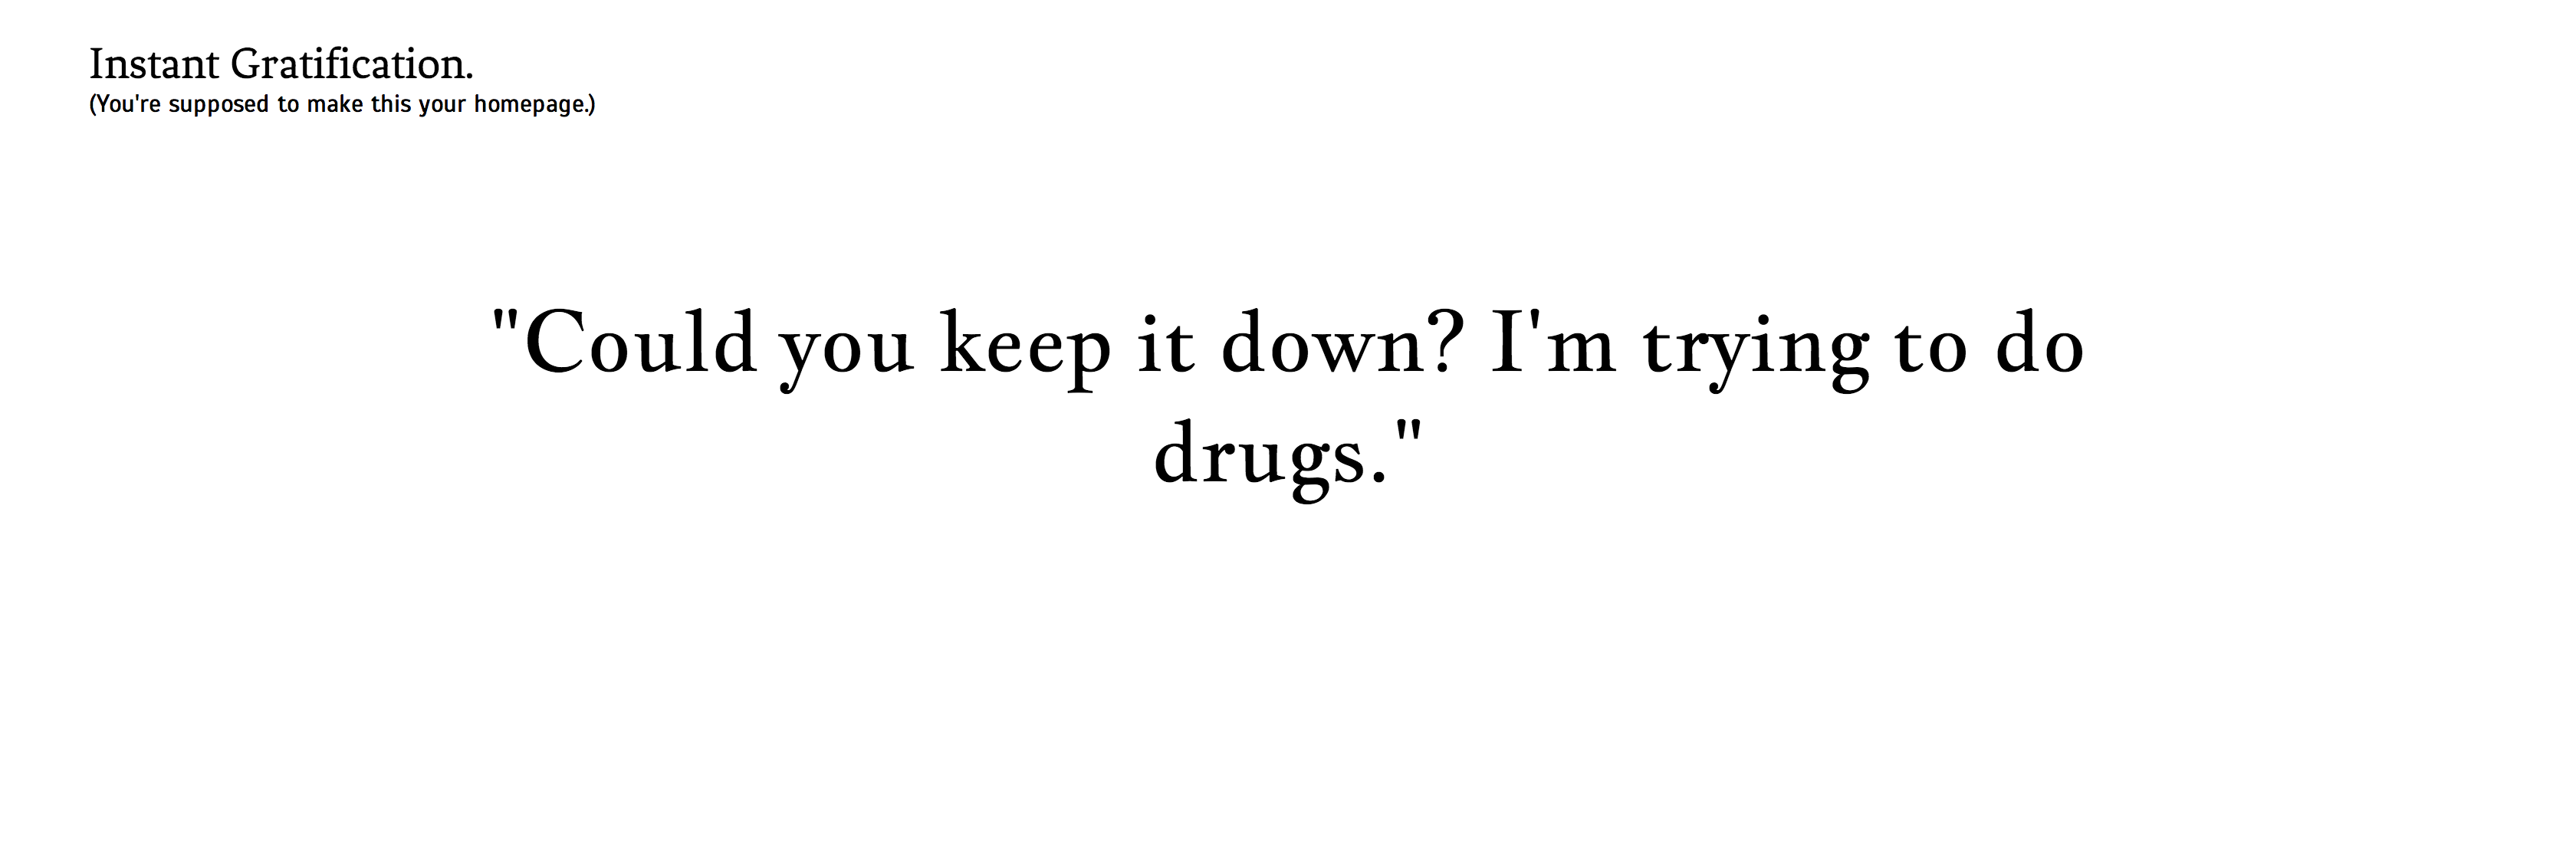 Instant Gratification.
(You're supposed to make this your homepage.)
"Could you keep it down? I'm trying to do
drugs."